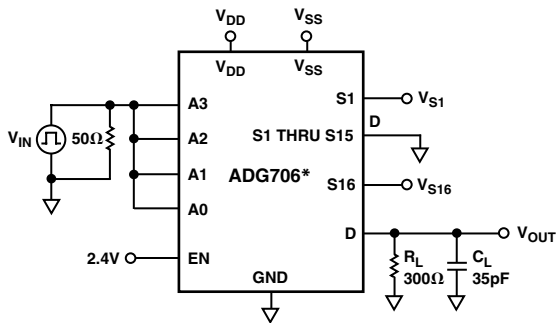 VDD
VSS
VDD
VSS
A3
S1
VS1
D
VIN
50Ω
A2
S1 THRU S15
A1
ADG706*
S16
VS16
A0
D
VOUT
2.4V
EN
RL
300Ω
CL
35pF
GND